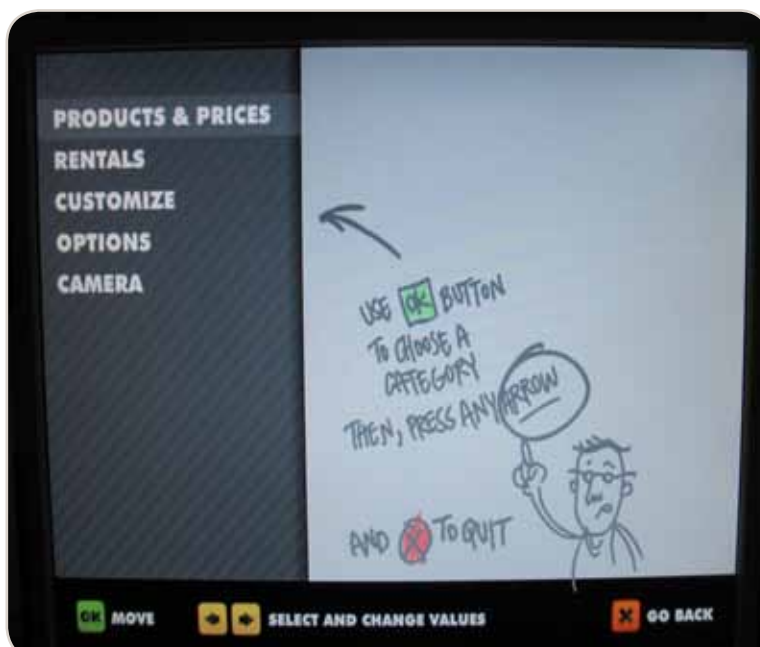 PRODUCTS & PRICES
RENTALS
CUSTOMIZE
OPTIONS
CAMERA
USE OK BUTTON
TO CHOOSE A
CATEGORY
THEN, PRESS ANY ARROW
AND X TO QUIT
OK MOVE
SELECT AND CHANGE VALUES
X GO BACK